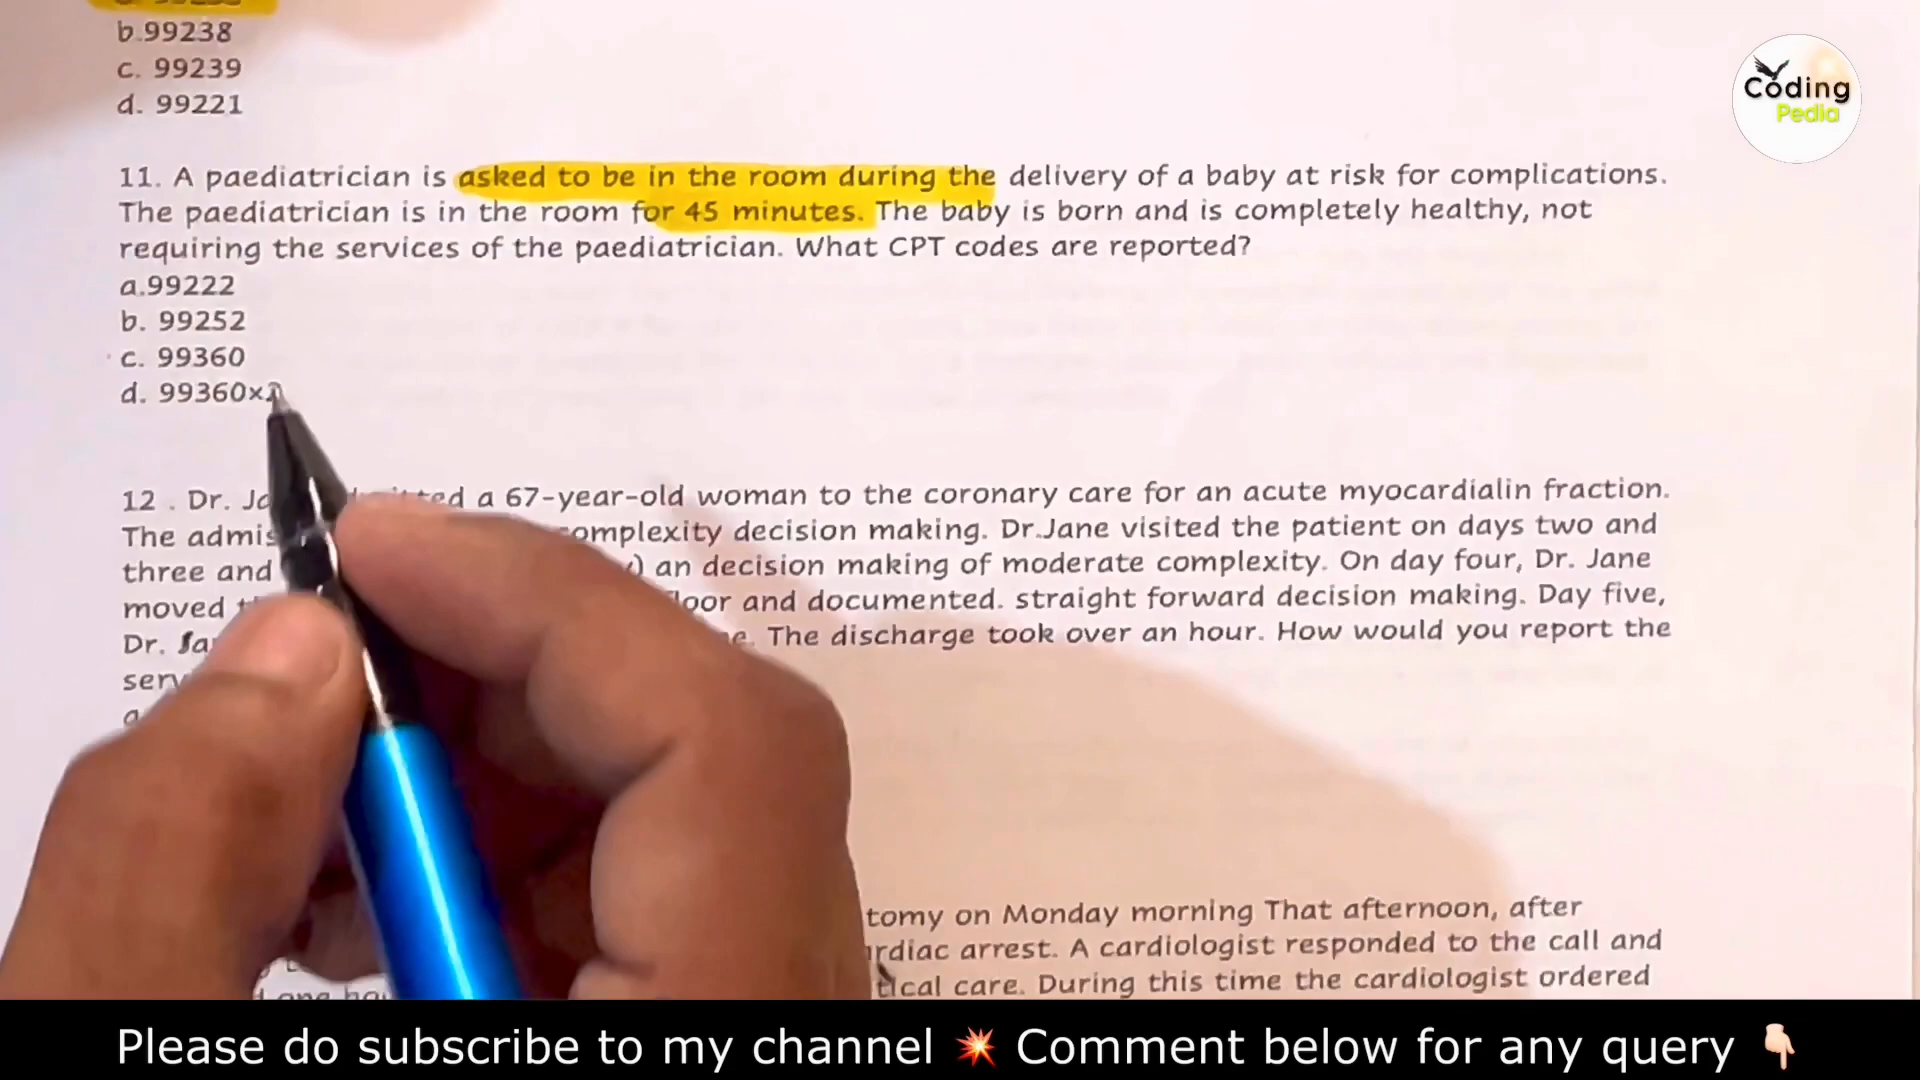 b.99238
c. 99239
d. 99221
Coding
Pedia
11. A paediatrician is asked to be in the room during the delivery of a baby at risk for complications.
The paediatrician is in the room for 45 minutes. The baby is born and is completely healthy, not
requiring the services of the paediatrician. What CPT codes are reported?
a.99222
b. 99252
c. 99360
d. 99360×2
12 . Dr. a 67-year-old woman to the coronary care for an acute myocardialin fraction.
The complexity decision making. Dr.Jane visited the patient on days two and
three and an decision making of moderate complexity. On day four, Dr. Jane
moved and documented. straight forward decision making. Day five,
Dr. The discharge took over an hour. How would you report the
on Monday morning That afternoon, after
arrest. A cardiologist responded to the call and
care. During this time the cardiologist ordered
Please do subscribe to my channel 💥 Comment below for any query 👇🏻